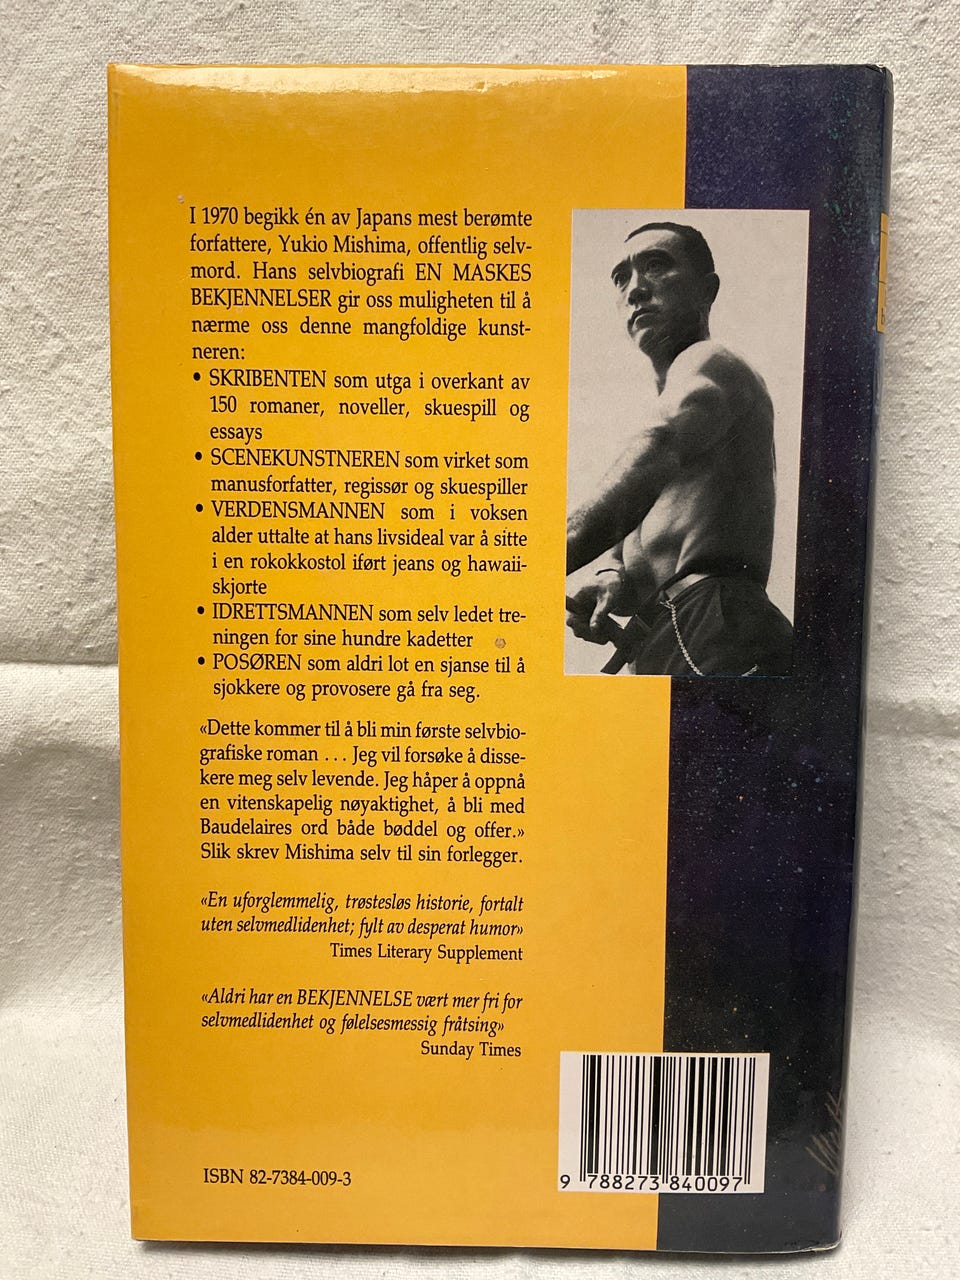 I 1970 begikk én av Japans mest berømte
forfattere, Yukio Mishima, offentlig selv-
mord. Hans selvbiografi EN MASKES
BEKJENNELSER gir oss muligheten til å
nærme oss denne mangfoldige kunst-
neren:
• SKRIBENTEN som utga i overkant av
150 romaner, noveller, skuespill og
essays
• SCENEKUNSTNEREN som virket som
manusforfatter, regissør og skuespiller
• VERDENSMANNEN som i voksen
alder uttalte at hans livsideal var å sitte
i en rokokkostol iført jeans og hawaii-
skjorte
• IDRETTSMANNEN som selv ledet tre-
ningen for sine hundre kadetter
• POSØREN som aldri lot en sjanse til å
sjokkere og provosere gå fra seg.
«Dette kommer til å bli min første selvbio-
grafiske roman ... Jeg vil forsøke å disse-
kere meg selv levende. Jeg håper å oppnå
en vitenskapelig nøyaktighet, å bli med
Baudelaires ord både bøddel og offer.»
Slik skrev Mishima selv til sin forlegger.
«En uforglemmelig, trøstesløs historie, fortalt
uten selvmedlidenhet; fylt av desperat humor»
Times Literary Supplement
«Aldri har en BEKJENNELSE vært mer fri for
selvmedlidenhet og følelsesmessig fråtsing»
Sunday Times
ISBN 82-7384-009-3
9 788273 840097